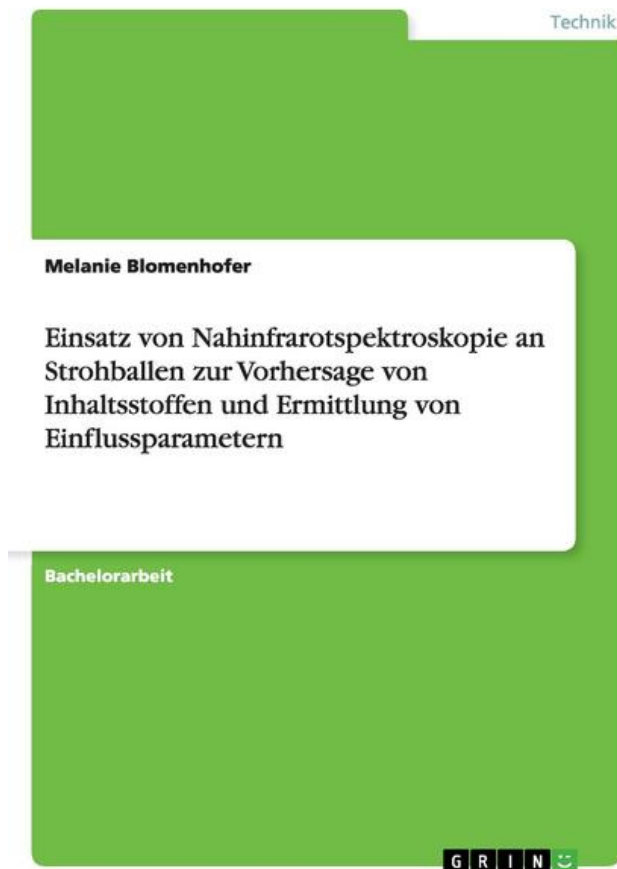 Technik
Melanie Blomenhofer
Einsatz von Nahinfrarotspektroskopie an
Strohballen zur Vorhersage von
Inhaltsstoffen und Ermittlung von
Einflussparametern
Bachelorarbeit
GRIN